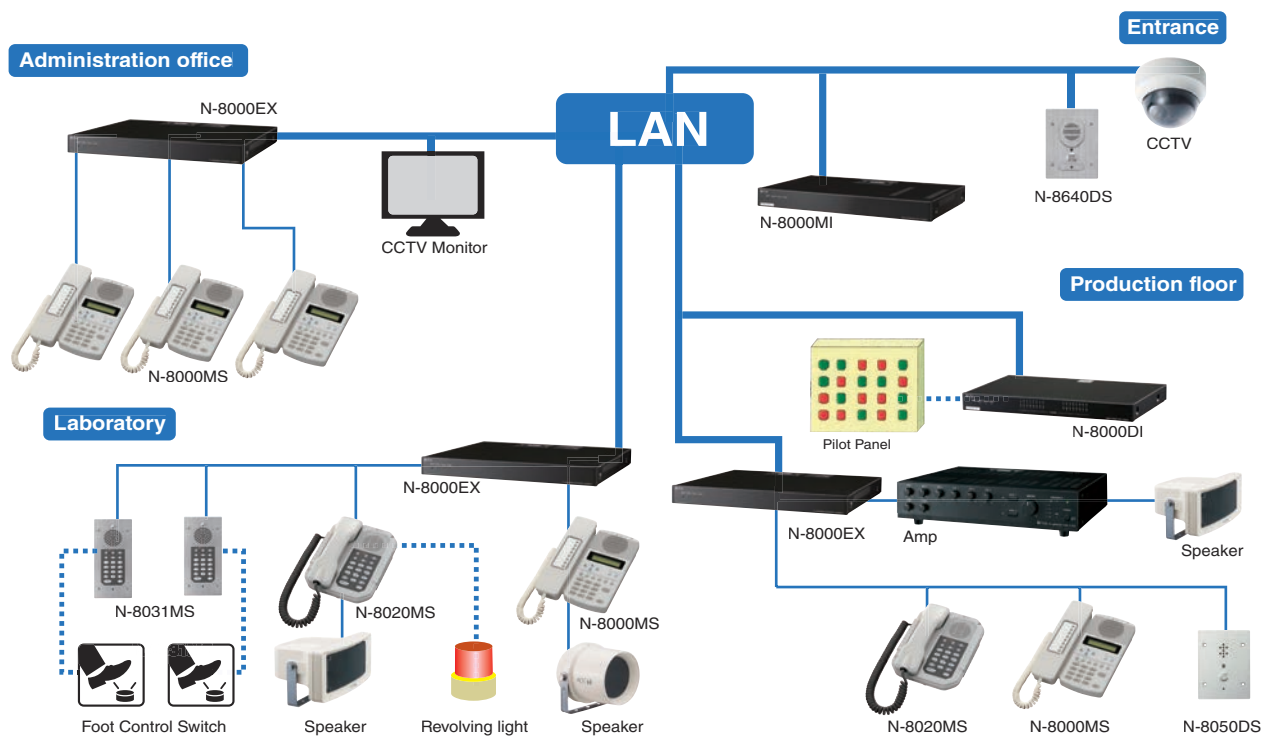 Entrance
Administration office
N-8000EX
LAN
CCTV
N-8640DS
N-8000MI
CCTV Monitor
Production floor
N-8000MS
Pilot Panel
N-8000DI
Laboratory
N-8000EX
N-8000EX
Amp
Speaker
N-8031MS
N-8020MS
N-8000MS
Foot Control Switch
Speaker
Revolving light
Speaker
N-8020MS
N-8000MS
N-8050DS